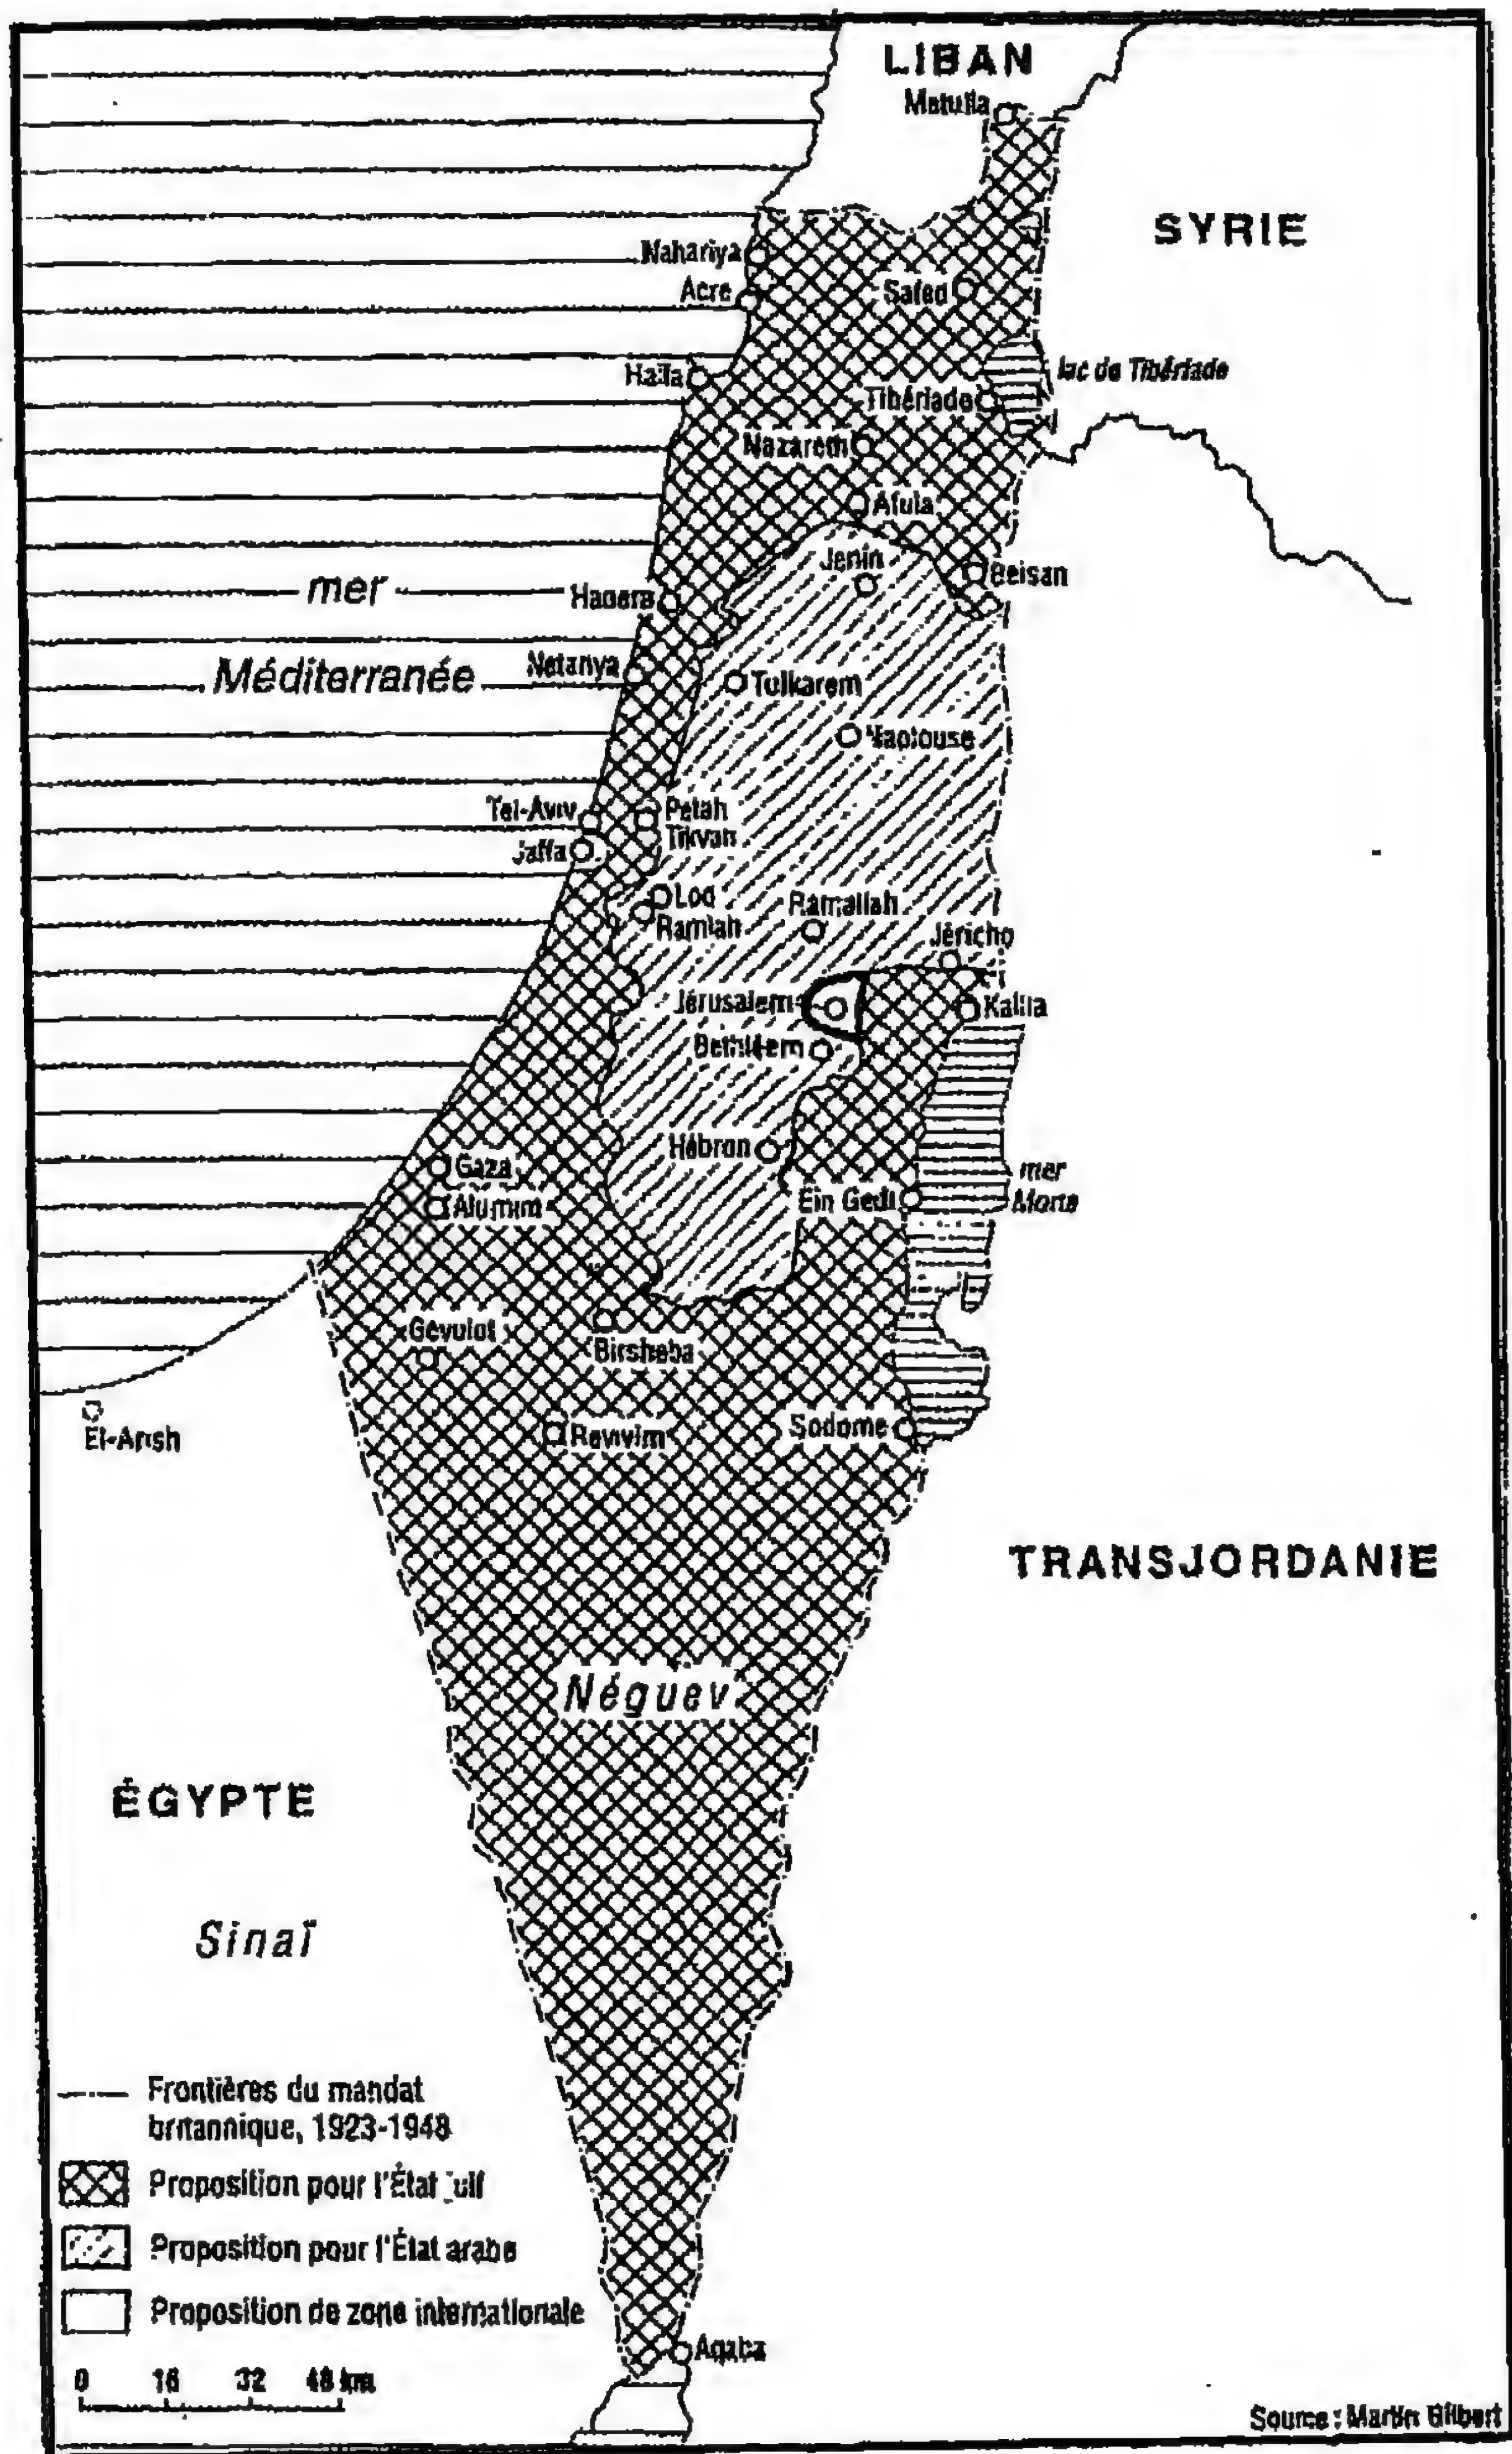 LIBAN
Metulla
SYRIE
Nahariya
Acre
Safed
Haïfa
lac de Tibériade
Tibériade
Nazareth
Afula
Jenin
Beisan
mer
Hadera
Méditerranée
Netanya
Tulkarem
Naplouse
Tel-Aviv
Petah
Tikvah
Jaffa
Lod
Ramallah
Ramlah
Jéricho
Jérusalem
Kallia
Hébron
mer
Morte
Gaza
Ein Gedi
Alumim
Gevulot
Birsheba
El-Arish
Revivim
Sodome
TRANSJORDANIE
Néguev
ÉGYPTE
Sinaï
Frontières du mandat
britannique, 1923-1948
Proposition pour l'État juif
Proposition pour l'État arabe
Proposition de zone internationale
Aqaba
0 16 32 48 km
Source : Martin Gilbert